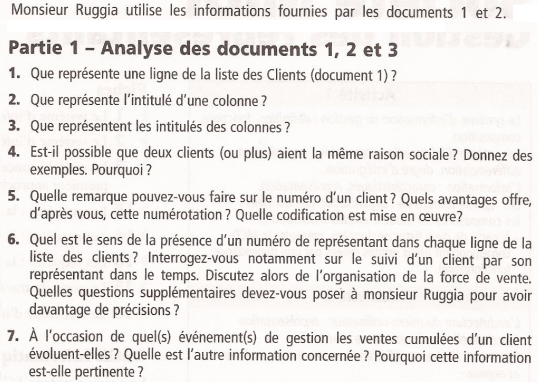 Monsieur Ruggia utilise les informations fournies par les documents 1 et 2.
Partie 1 – Analyse des documents 1, 2 et 3
1. Que représente une ligne de la liste des Clients (document 1) ?
2. Que représente l'intitulé d'une colonne ?
3. Que représentent les intitulés des colonnes ?
4. Est-il possible que deux clients (ou plus) aient la même raison sociale ? Donnez des
exemples. Pourquoi ?
5. Quelle remarque pouvez-vous faire sur le numéro d'un client ? Quels avantages offre,
d'après vous, cette numérotation ? Quelle codification est mise en œuvre?
6. Quel est le sens de la présence d'un numéro de représentant dans chaque ligne de la
liste des clients ? Interrogez-vous notamment sur le suivi d'un client par son
représentant dans le temps. Discutez alors de l'organisation de la force de vente.
Quelles questions supplémentaires devez-vous poser à monsieur Ruggia pour avoir
davantage de précisions ?
7. À l'occasion de quel(s) événement(s) de gestion les ventes cumulées d'un client
évoluent-elles ? Quelle est l'autre information concernée ? Pourquoi cette information
est-elle pertinente ?